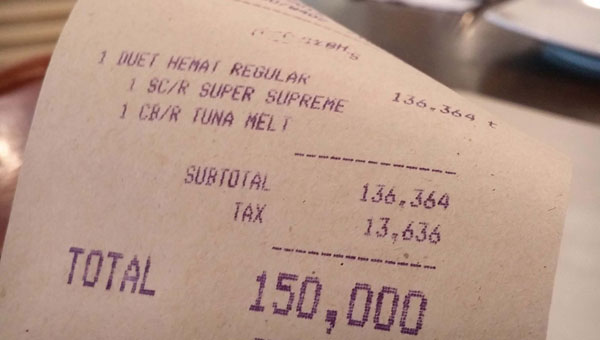 1 DUET HEMAT REGULAR 136.364 t
1 SC/R SUPER SUPREME
1 CB/R TUNA MELT
SUBTOTAL 136,364
TAX 13,636
TOTAL 150,000